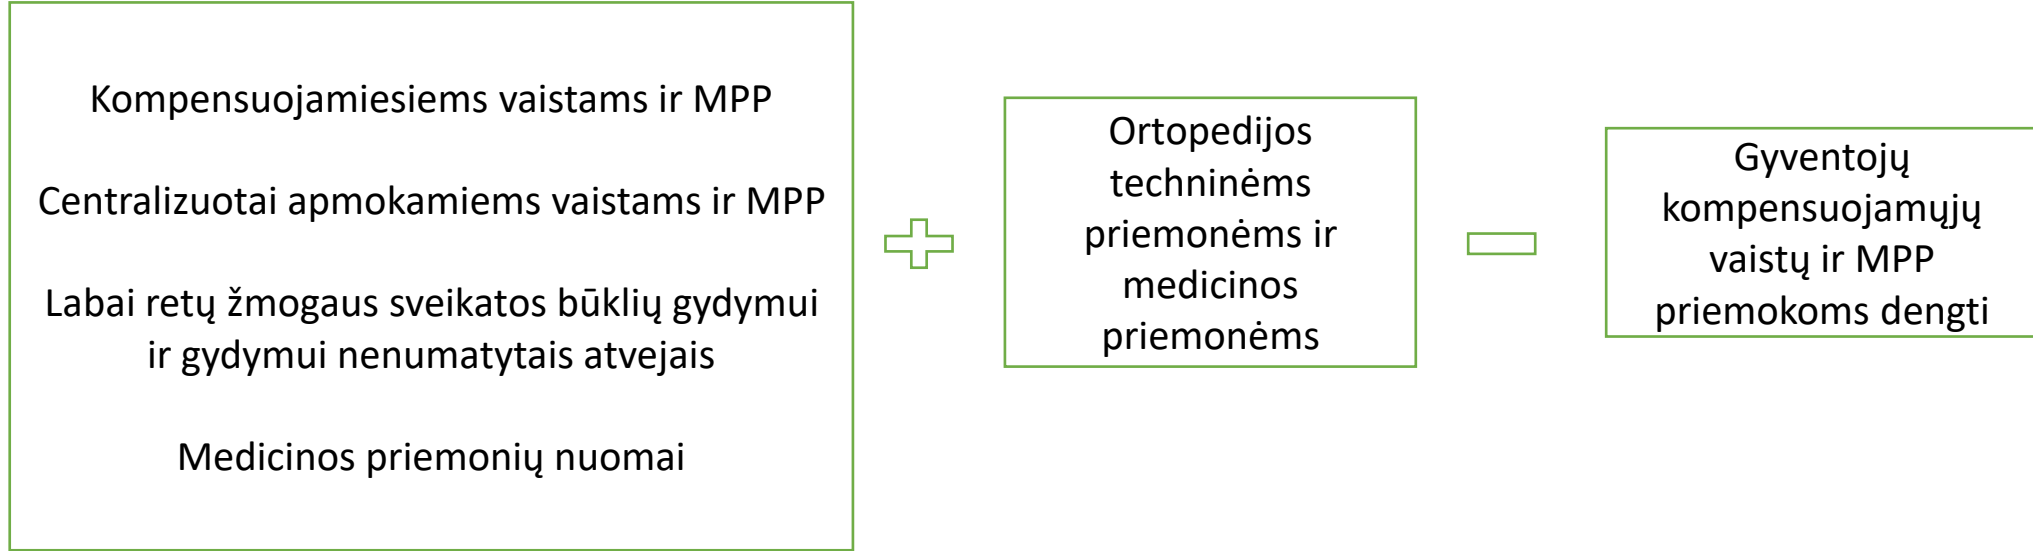 Kompensuojamiesiems vaistams ir MPP
Centralizuotai apmokamiems vaistams ir MPP
Labai retų žmogaus sveikatos būklių gydymui
ir gydymui nenumatytais atvejais
Medicinos priemonių nuomai
Ortopedijos
techninėms
priemonėms ir
medicinos
priemonėms
Gyventojų
kompensuojamųjų
vaistų ir MPP
priemokoms dengti